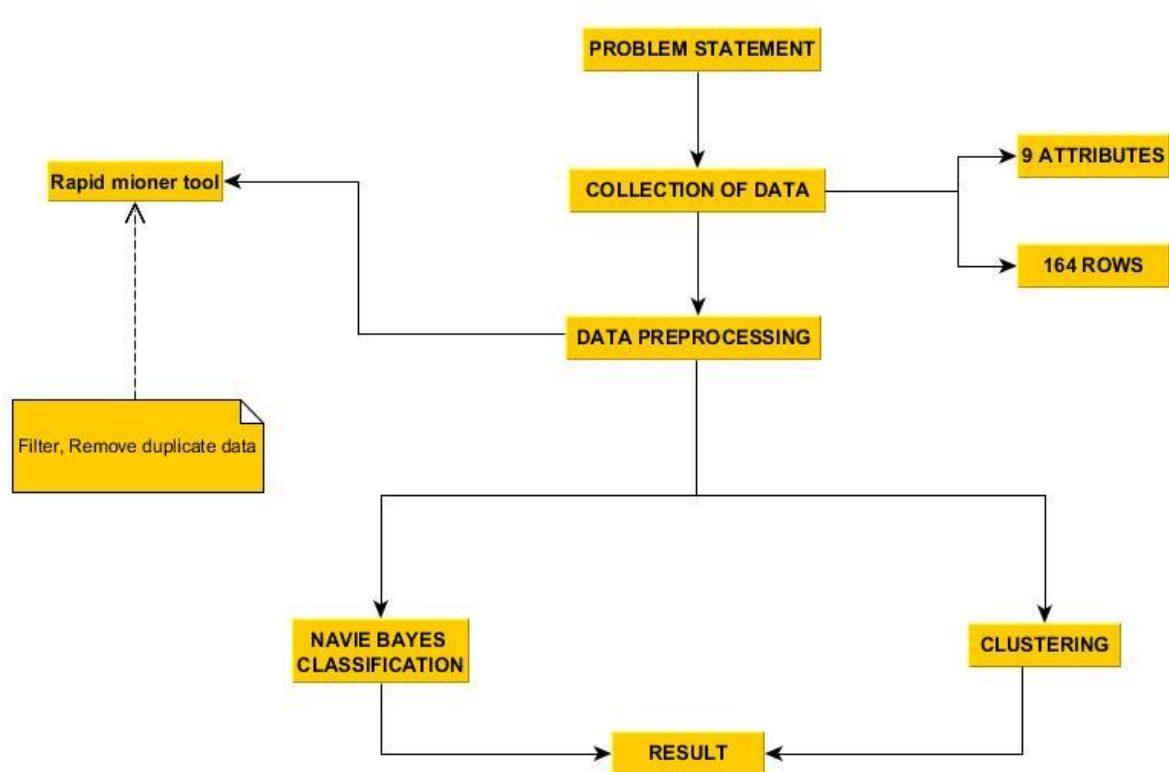 PROBLEM STATEMENT
9 ATTRIBUTES
Rapid mioner tool
COLLECTION OF DATA
164 ROWS
DATA PREPROCESSING
Filter, Remove duplicate data
NAVIE BAYES
CLASSIFICATION
CLUSTERING
RESULT